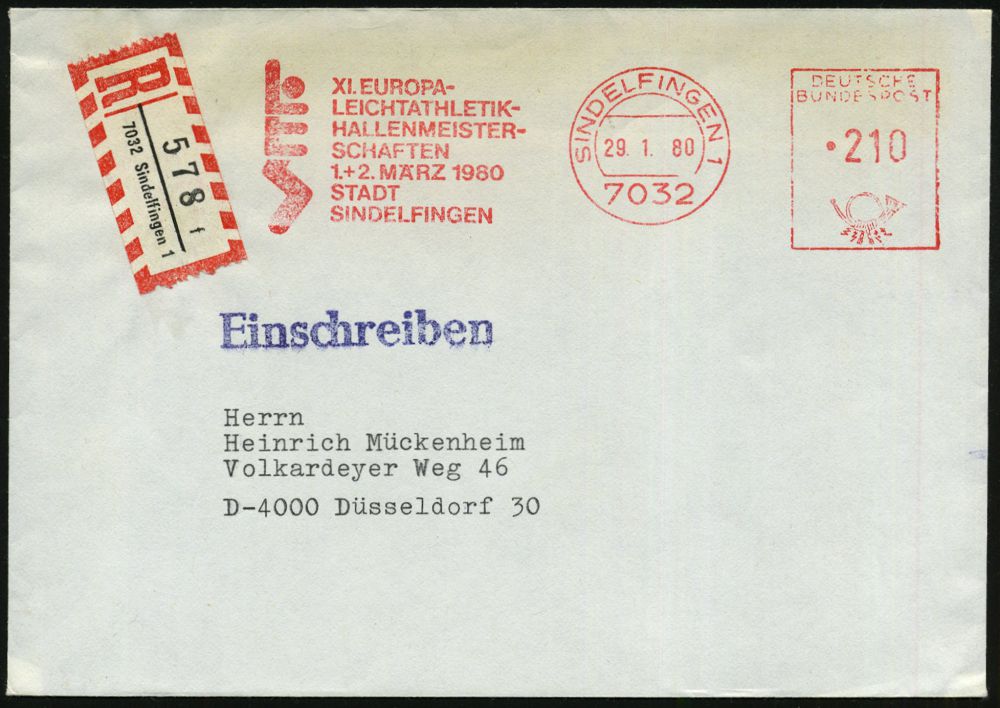 R
578
f
7032 Sindelfingen 1
XI. EUROPA-
LEICHTATHLETIK-
HALLENMEISTER-
SCHAFTEN
1.+2. MÄRZ 1980
STADT
SINDELFINGEN
SINDELFINGEN 1
29. 1. 80
7032
DEUTSCHE
BUNDESPOST
210
Einschreiben
Herrn
Heinrich Mückenheim
Volkardeyer Weg 46
D-4000 Düsseldorf 30